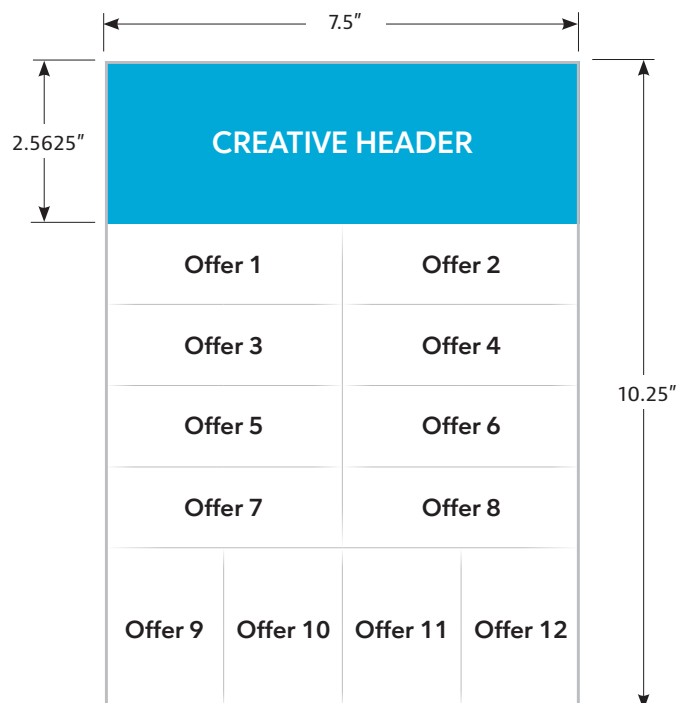 7.5″
2.5625″
CREATIVE HEADER
Offer 1 Offer 2
Offer 3 Offer 4
10.25″
Offer 5 Offer 6
Offer 7 Offer 8
Offer 9 Offer 10 Offer 11 Offer 12